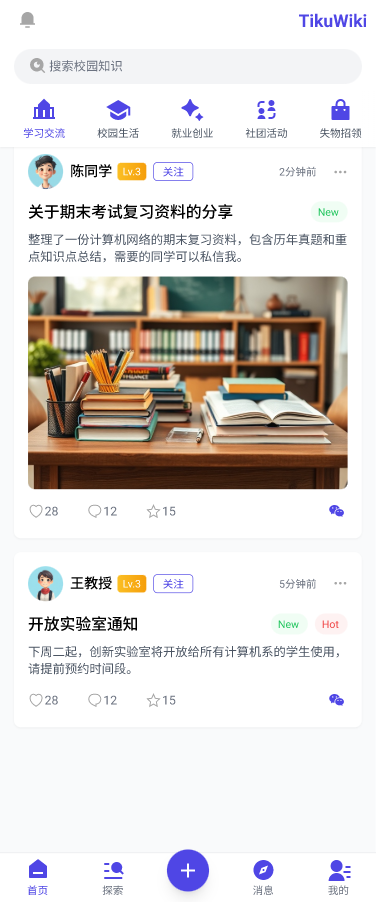 TikuWiki
搜索校园知识
学习交流 校园生活 就业创业 社团活动 失物招领
陈同学 Lv.3 关注 2分钟前
关于期末考试复习资料的分享 New
整理了一份计算机网络的期末复习资料，包含历年真题和重
点知识点总结，需要的同学可以私信我。
28 12 15
王教授 Lv.3 关注 5分钟前
开放实验室通知 New Hot
下周二起，创新实验室将开放给所有计算机系的学生使用，
请提前预约时间段。
28 12 15
首页 探索 消息 我的